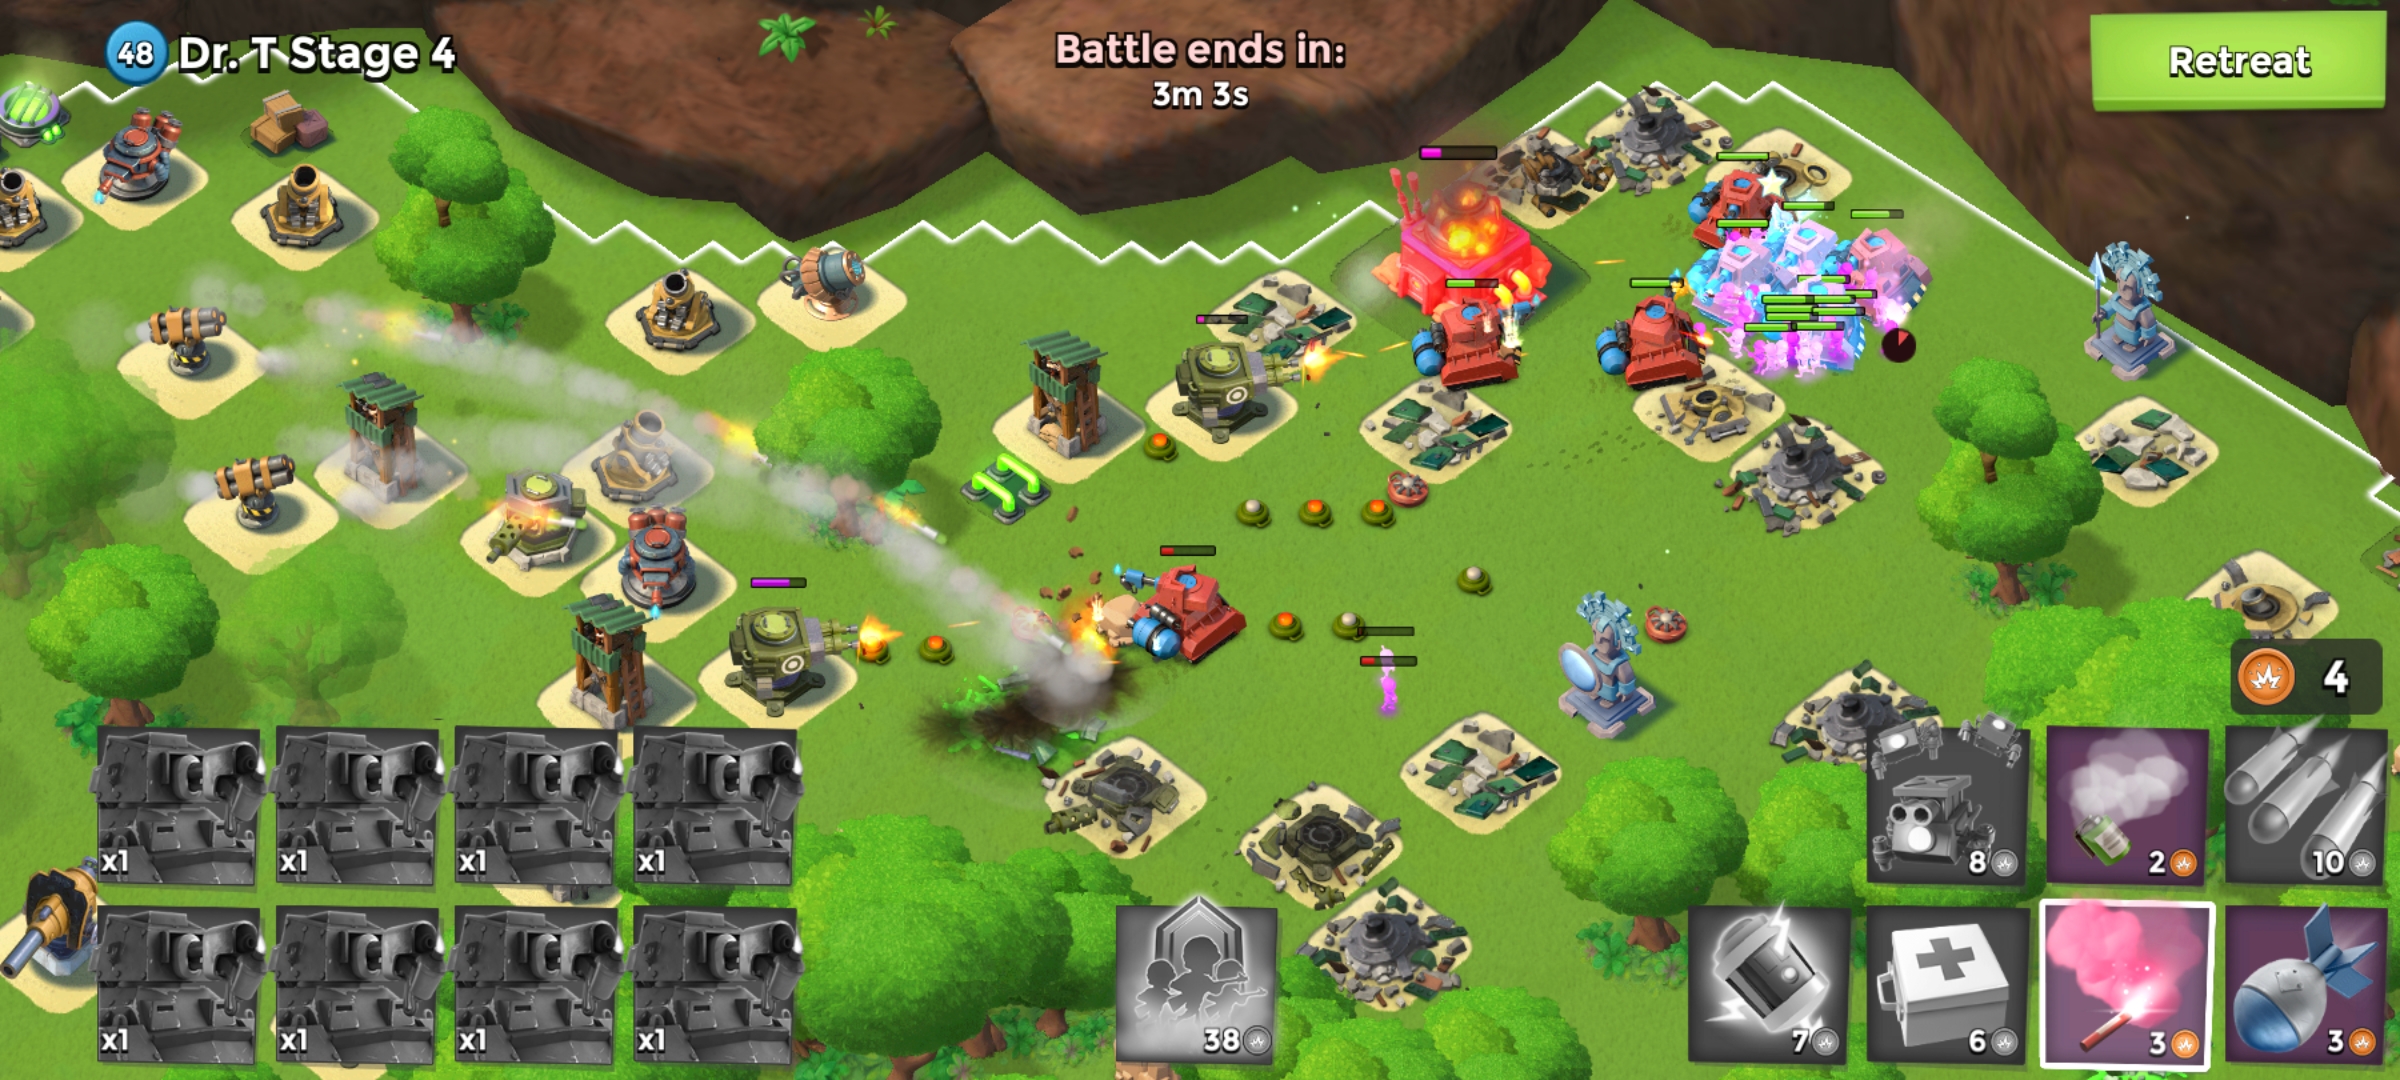 48 Dr. T Stage 4
Battle ends in:
3m 3s
Retreat
4
x1 x1 x1 x1
8 2 10
x1 x1 x1 x1
38 7 6 3 3